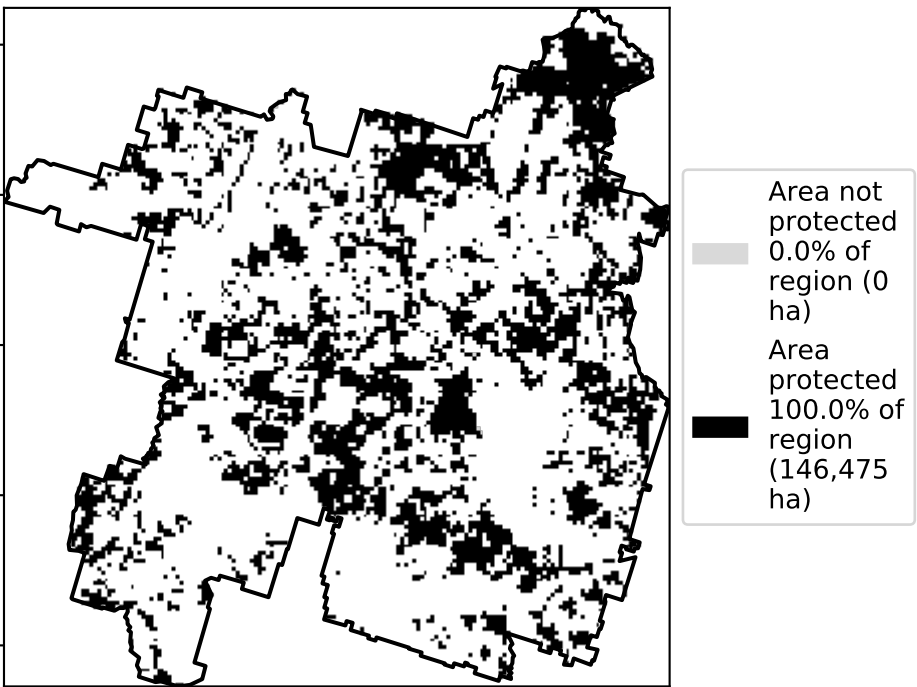 Area not
protected
0.0% of
region (0
ha)
Area
protected
100.0% of
region
(146,475
ha)